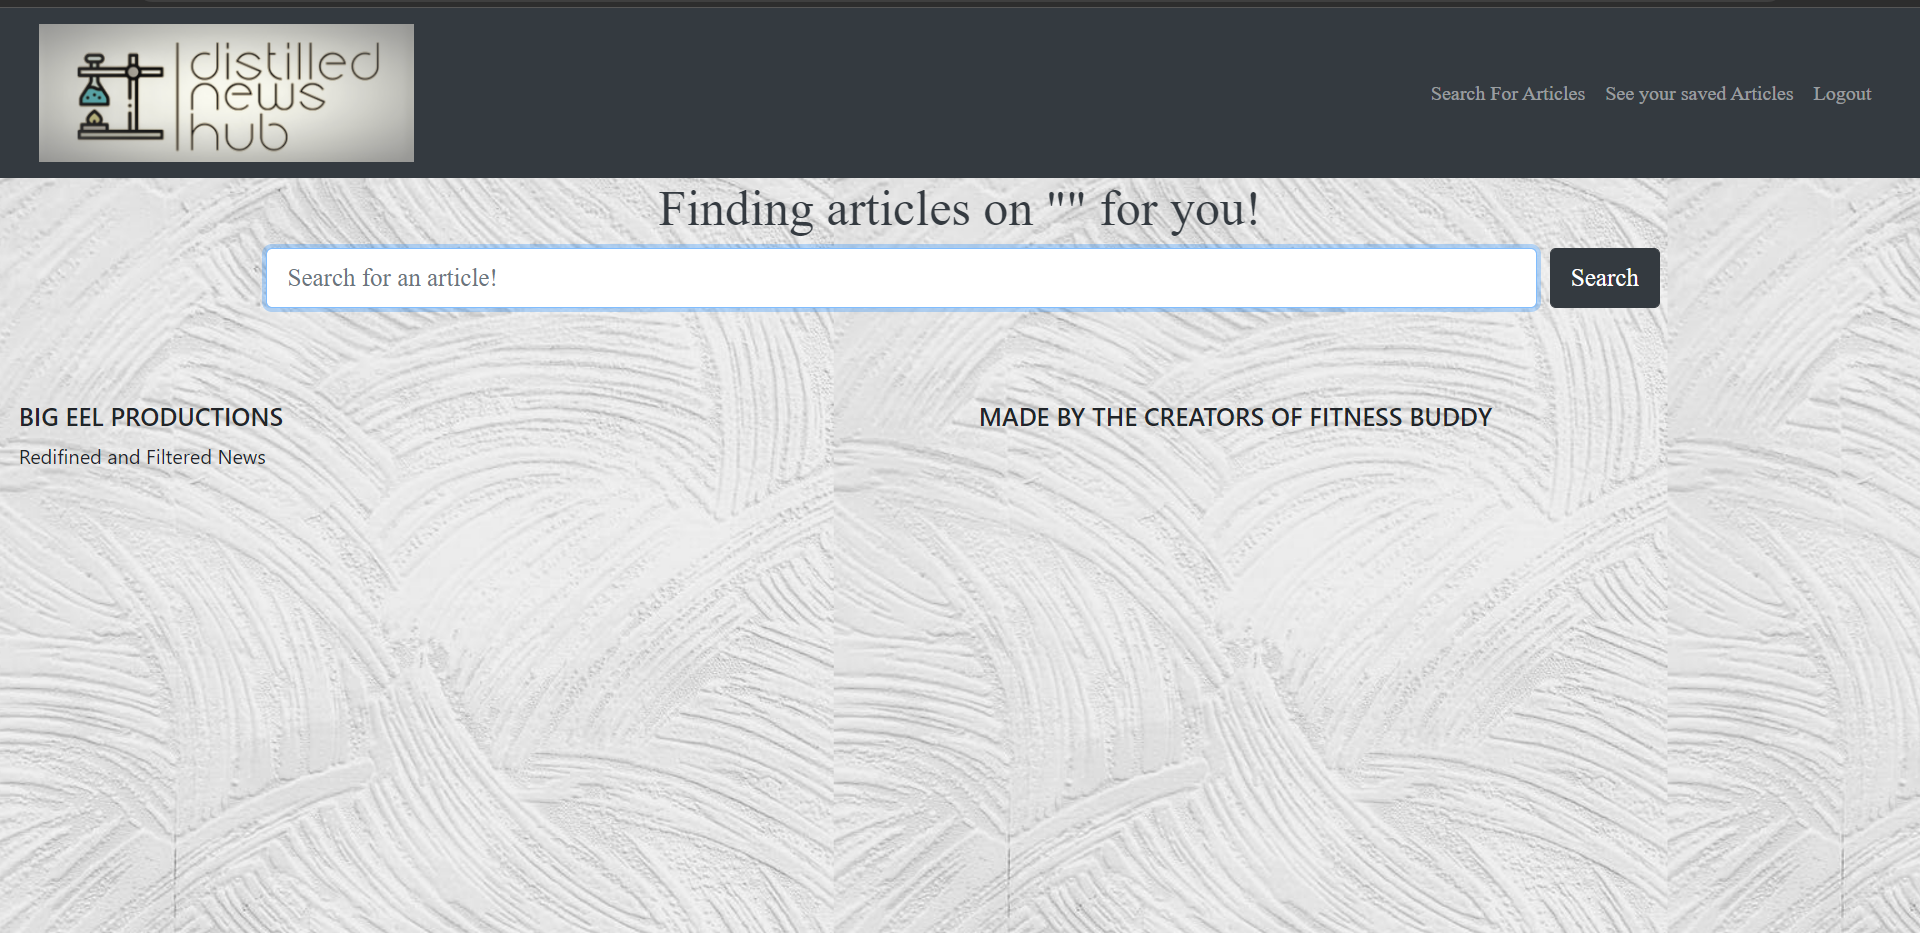 distilled
news
hub
Search For Articles See your saved Articles Logout
Finding articles on "" for you!
Search for an article! Search
BIG EEL PRODUCTIONS MADE BY THE CREATORS OF FITNESS BUDDY
Redifined and Filtered News